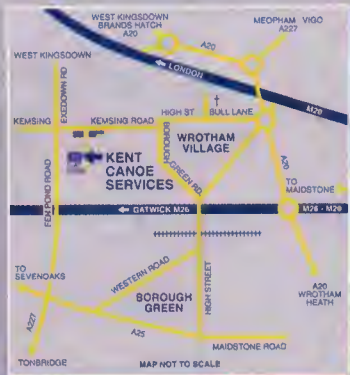 WEST KINGSDOWN
BRANDS HATCH
A20
MEOPHAM VIGO
A227
A20
WEST KINGSDOWN
← LONDON
M20
EXEDOWN RD
HIGH ST
BULL LANE
KEMSING
KEMSING ROAD
WROTHAM
VILLAGE
BOROUGH
GREEN RD.
KENT
CANOE
SERVICES
A20
TO
MAIDSTONE
FEN POND ROAD
← GATWICK M26
M26 - M20
TO
SEVENOAKS
WESTERN ROAD
HIGH STREET
BOROUGH
GREEN
A20
WROTHAM
HEATH
A227
A25
MAIDSTONE ROAD
TONBRIDGE
MAP NOT TO SCALE